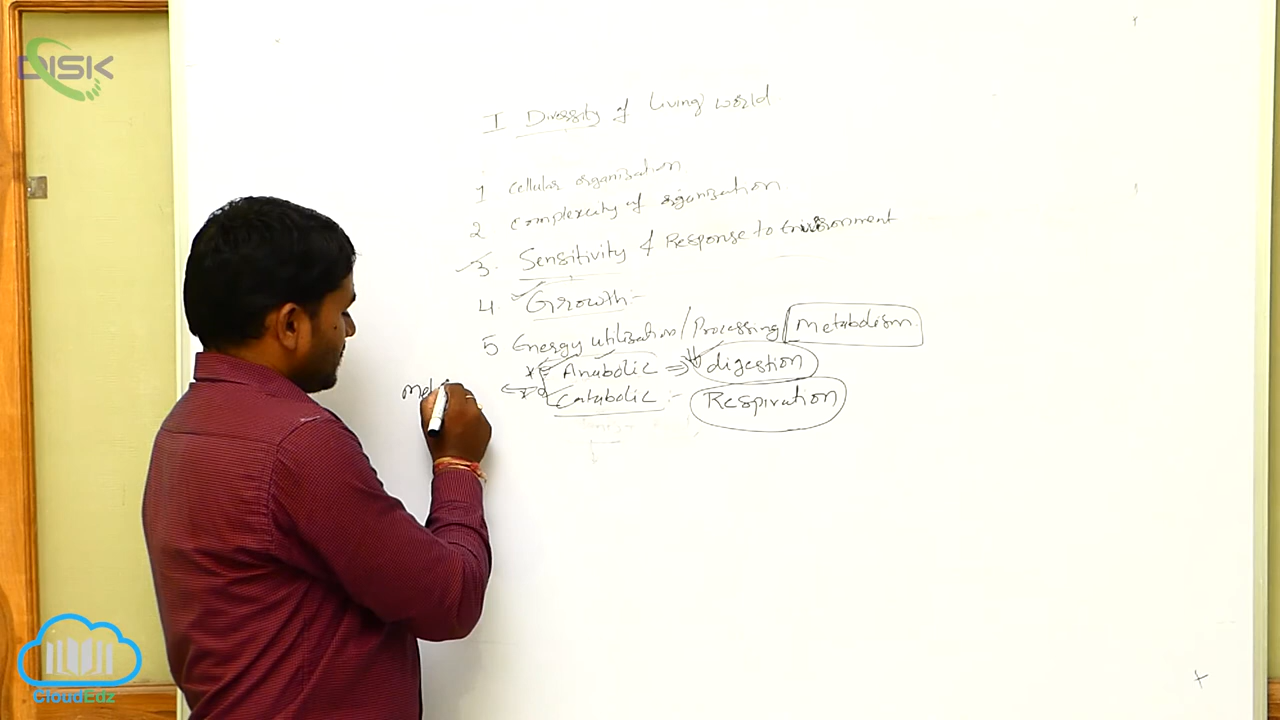 DISK
I Diversity of Living world
1 Cellular organisation
2 Complexity of organisation
3. Sensitivity & Response to Environment
4. Growth:-
5 Energy utilisation/Processing/Metabolism.
* Anabolic ⇒ digestion
* Catabolic :- Respiration
CloudEdz